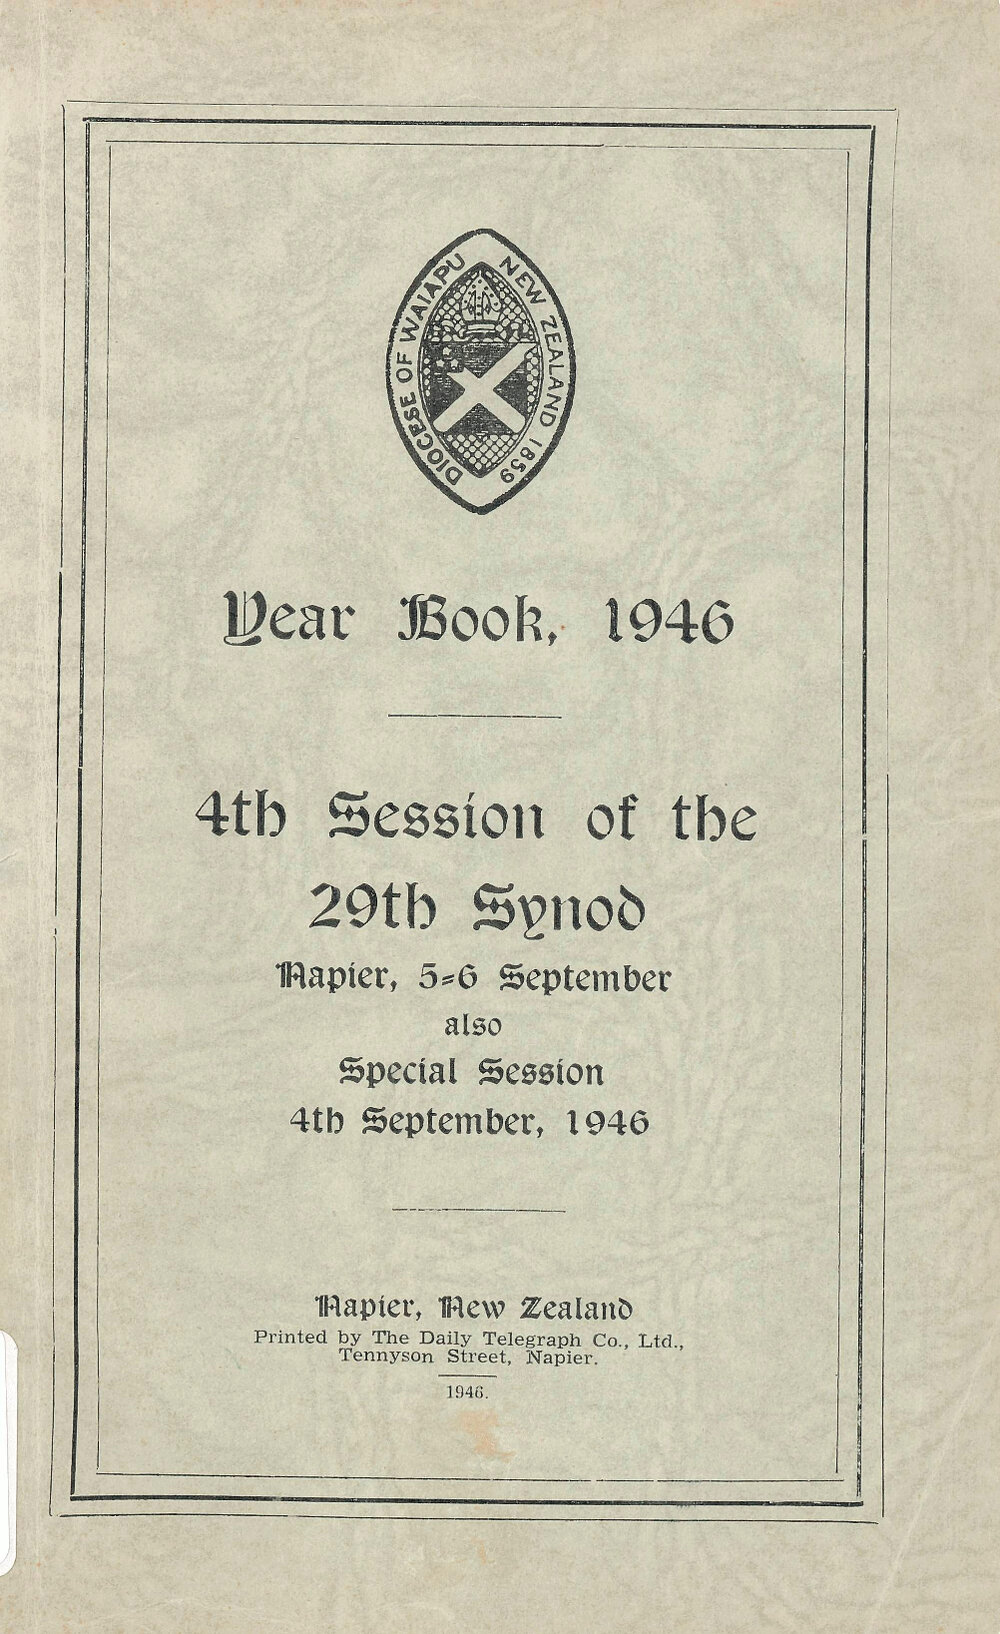 DIOCESE OF WAIAPU NEW ZEALAND 1859
Year Book, 1946
4th Session of the
29th Synod
Napier, 5-6 September
also
Special Session
4th September, 1946
Napier, New Zealand
Printed by The Daily Telegraph Co., Ltd.,
Tennyson Street, Napier.
1946.